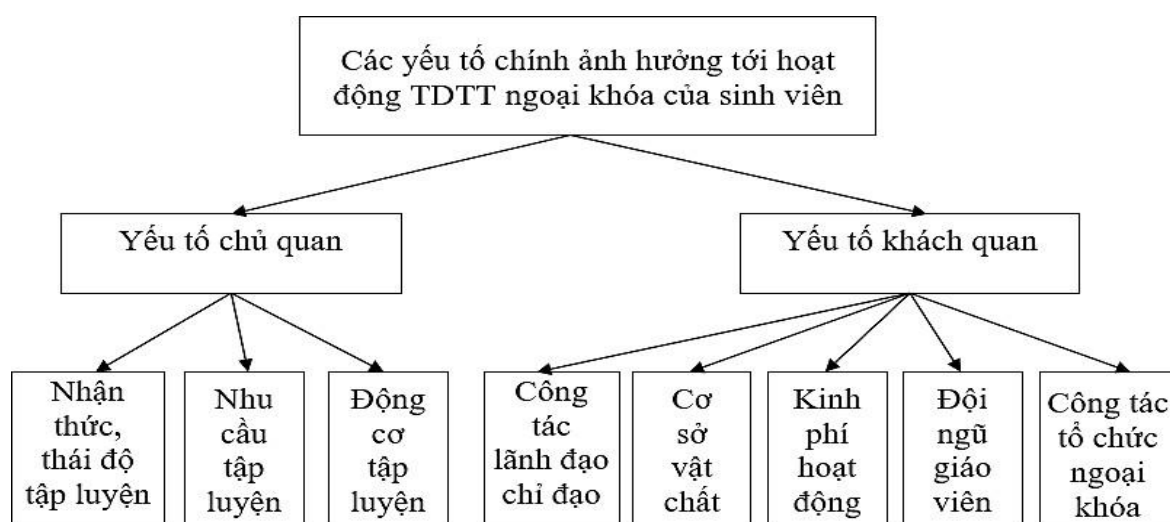 Các yếu tố chính ảnh hưởng tới hoạt
động TDTT ngoại khóa của sinh viên
Yếu tố chủ quan
Yếu tố khách quan
Nhận
thức,
thái độ
tập luyện
Nhu
cầu
tập
luyện
Động
cơ
tập
luyện
Công
tác
lãnh đạo
chỉ đạo
Cơ
sở
vật
chất
Kinh
phí
hoạt
động
Đội
ngũ
giáo
viên
Công tác
tổ chức
ngoại
khóa